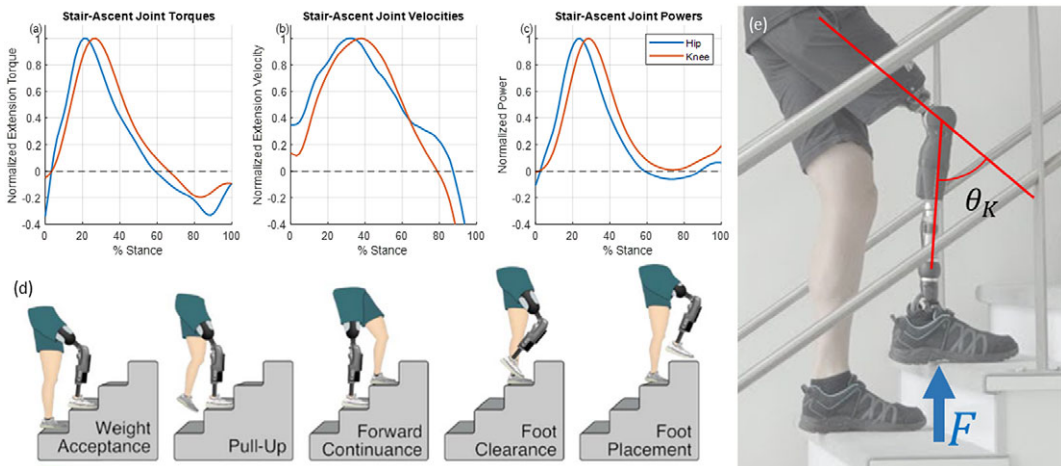 Stair-Ascent Joint Torques
(a)
Normalized Extension Torque
1
0.8
0.6
0.4
0.2
0
-0.2
-0.4
0
20
40
60
80
100
% Stance
Stair-Ascent Joint Velocities
(b)
Normalized Extension Velocity
1
0.8
0.6
0.4
0.2
0
-0.2
-0.4
0
20
40
60
80
100
% Stance
Stair-Ascent Joint Powers
(c)
Hip
Knee
Normalized Power
1
0.8
0.6
0.4
0.2
0
-0.2
-0.4
0
20
40
60
80
100
% Stance
(d)
Weight
Acceptance
Pull-Up
Forward
Continuance
Foot
Clearance
Foot
Placement
(e)
θK
F